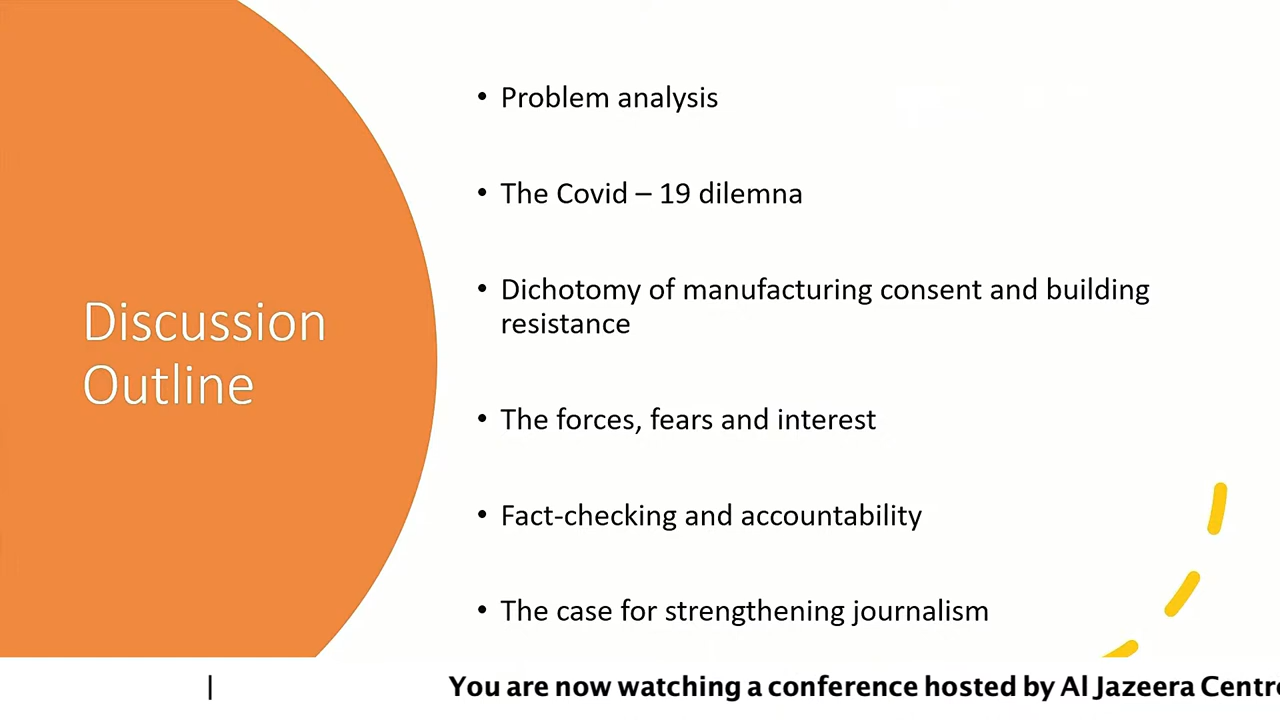 Discussion
Outline
• Problem analysis
• The Covid – 19 dilemna
• Dichotomy of manufacturing consent and building
resistance
• The forces, fears and interest
• Fact-checking and accountability
• The case for strengthening journalism
| You are now watching a conference hosted by Al Jazeera Centre